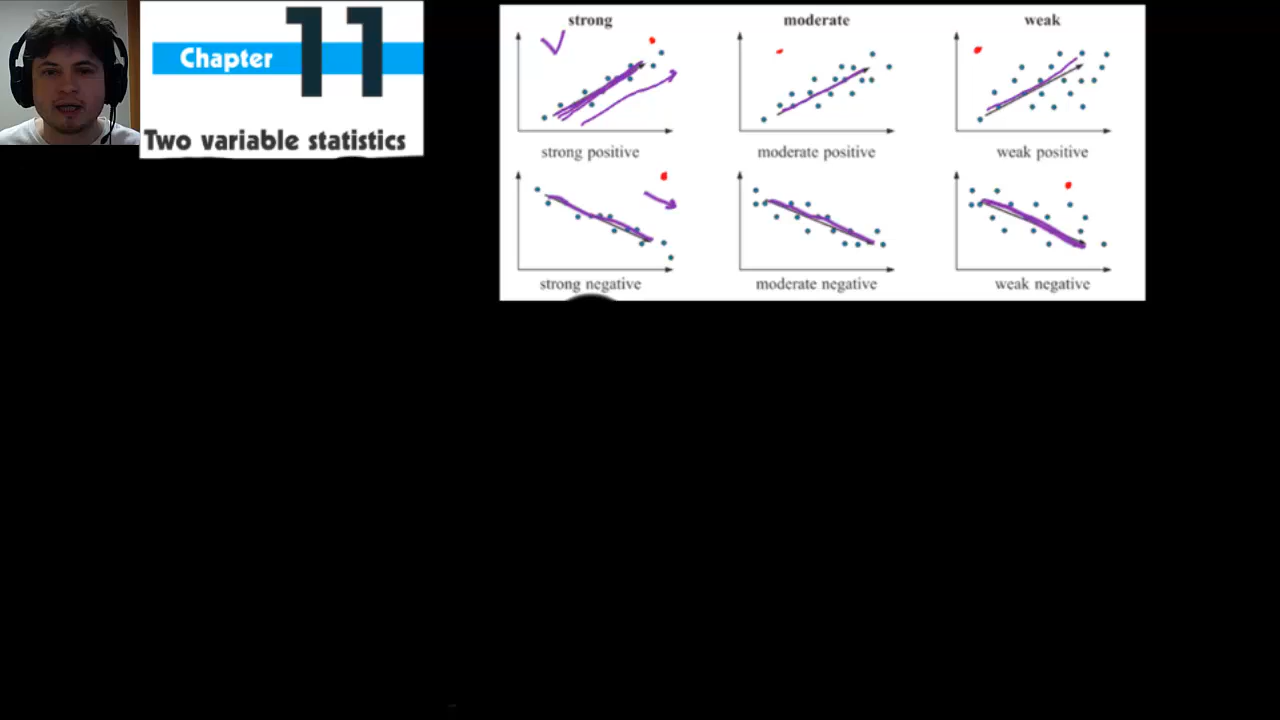 Chapter 11
Two variable statistics
strong moderate weak
strong positive moderate positive weak positive
strong negative moderate negative weak negative